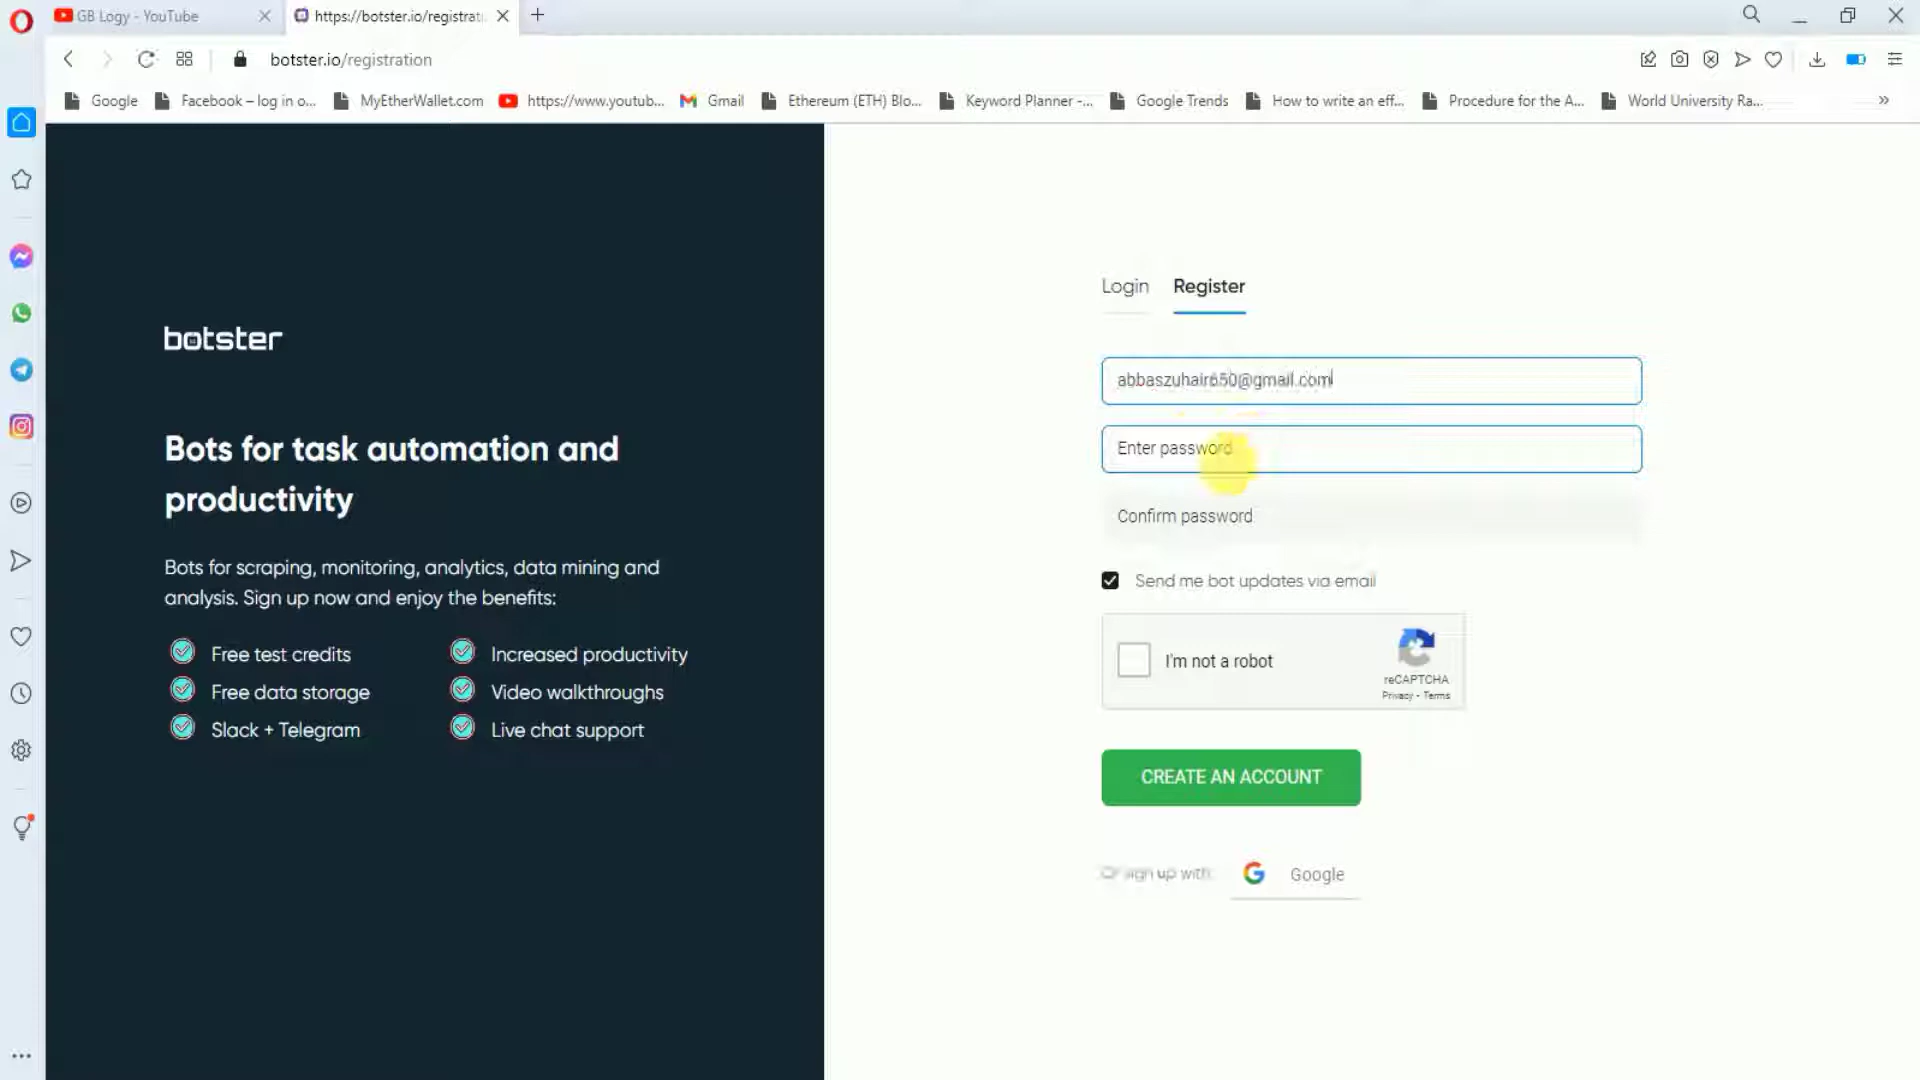 GB Logy - YouTube
https://botster.io/registrati
botster.io/registration
Google
Facebook – log in o...
MyEtherWallet.com
https://www.youtub...
Gmail
Ethereum (ETH) Blo...
Keyword Planner -...
Google Trends
How to write an eff...
Procedure for the A...
World University Ra...
botster
Bots for task automation and
productivity
Bots for scraping, monitoring, analytics, data mining and
analysis. Sign up now and enjoy the benefits:
Free test credits
Increased productivity
Free data storage
Video walkthroughs
Slack + Telegram
Live chat support
Login
Register
abbaszuhair650@gmail.com
Enter password
Confirm password
Send me bot updates via email
I'm not a robot
reCAPTCHA
Privacy - Terms
CREATE AN ACCOUNT
Or sign up with:
Google